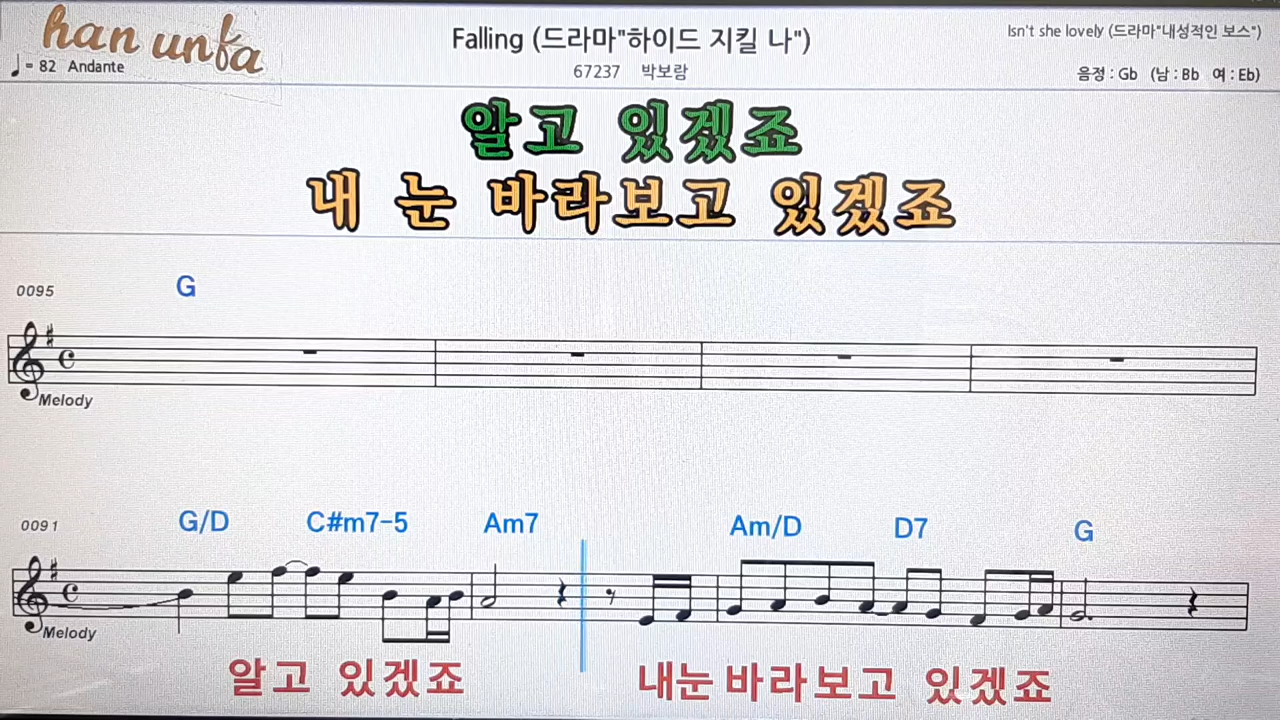 han unfa
♩= 82 Andante
Falling (드라마"하이드 지킬 나")
67237 박보람
Isn't she lovely (드라마"내성적인 보스")
음정 : Gb (남 : Bb 여 : Eb)
알고 있겠죠
내 눈 바라보고 있겠죠
0095 G
Melody
0091 G/D C#m7-5 Am7 Am/D D7 G
Melody
알고 있겠죠 내눈 바라보고 있겠죠